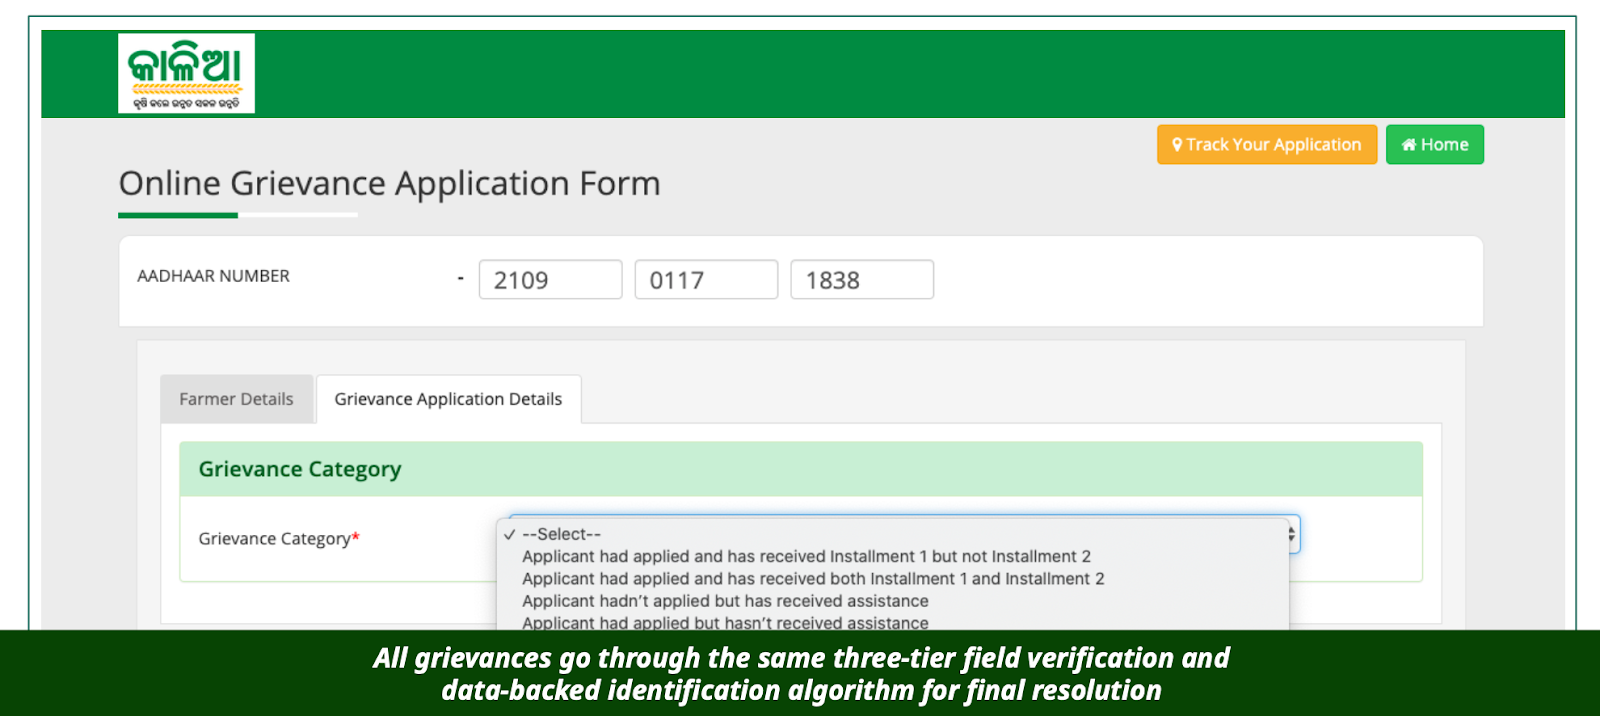 କାଳିଆ
କୃଷି କଲେ ଉନ୍ନତ ସକଳ ଉନ୍ନତି
Track Your Application Home
Online Grievance Application Form
AADHAAR NUMBER - 2109 0117 1838
Farmer Details Grievance Application Details
Grievance Category
Grievance Category*
✓ --Select--
Applicant had applied and has received Installment 1 but not Installment 2
Applicant had applied and has received both Installment 1 and Installment 2
Applicant hadn't applied but has received assistance
Applicant had applied but hasn't received assistance
All grievances go through the same three-tier field verification and
data-backed identification algorithm for final resolution